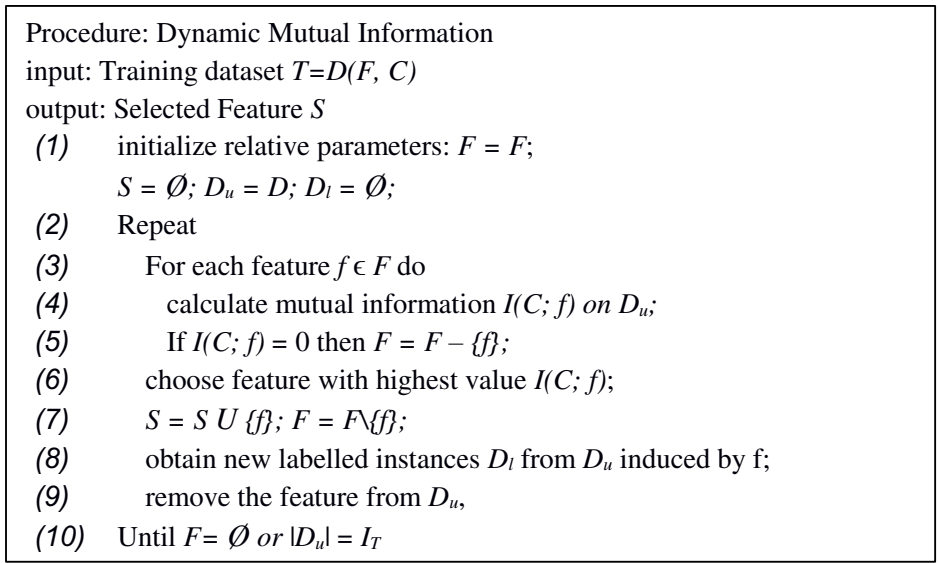 Procedure: Dynamic Mutual Information
input: Training dataset T=D(F, C)
output: Selected Feature S
(1) initialize relative parameters: F = F;
S = Ø; Du = D; Dl = Ø;
(2) Repeat
(3) For each feature f ϵ F do
(4) calculate mutual information I(C; f) on Du;
(5) If I(C; f) = 0 then F = F – {f};
(6) choose feature with highest value I(C; f);
(7) S = S U {f}; F = F\{f};
(8) obtain new labelled instances Dl from Du induced by f;
(9) remove the feature from Du,
(10) Until F= Ø or |Du| = IT